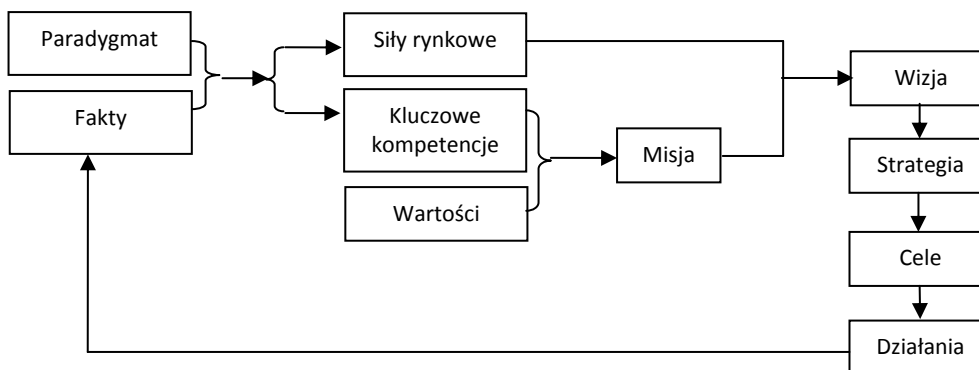 Paradygmat
Fakty
Siły rynkowe
Kluczowe
kompetencje
Wartości
Misja
Wizja
Strategia
Cele
Działania